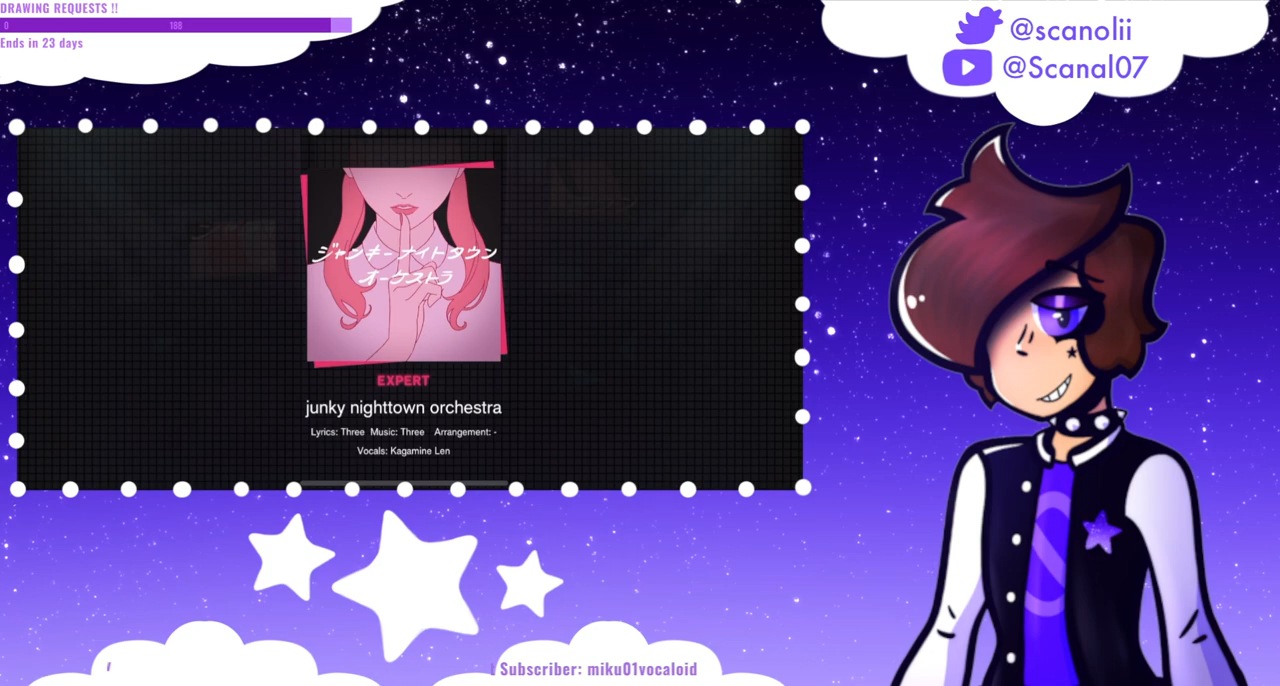 DRAWING REQUESTS !!
0 188
Ends in 23 days
@scanolii
@Scanal07
ジャンキーナイトタウン
オーケストラ
EXPERT
junky nighttown orchestra
Lyrics: Three Music: Three Arrangement: -
Vocals: Kagamine Len
Subscriber: miku01vocaloid